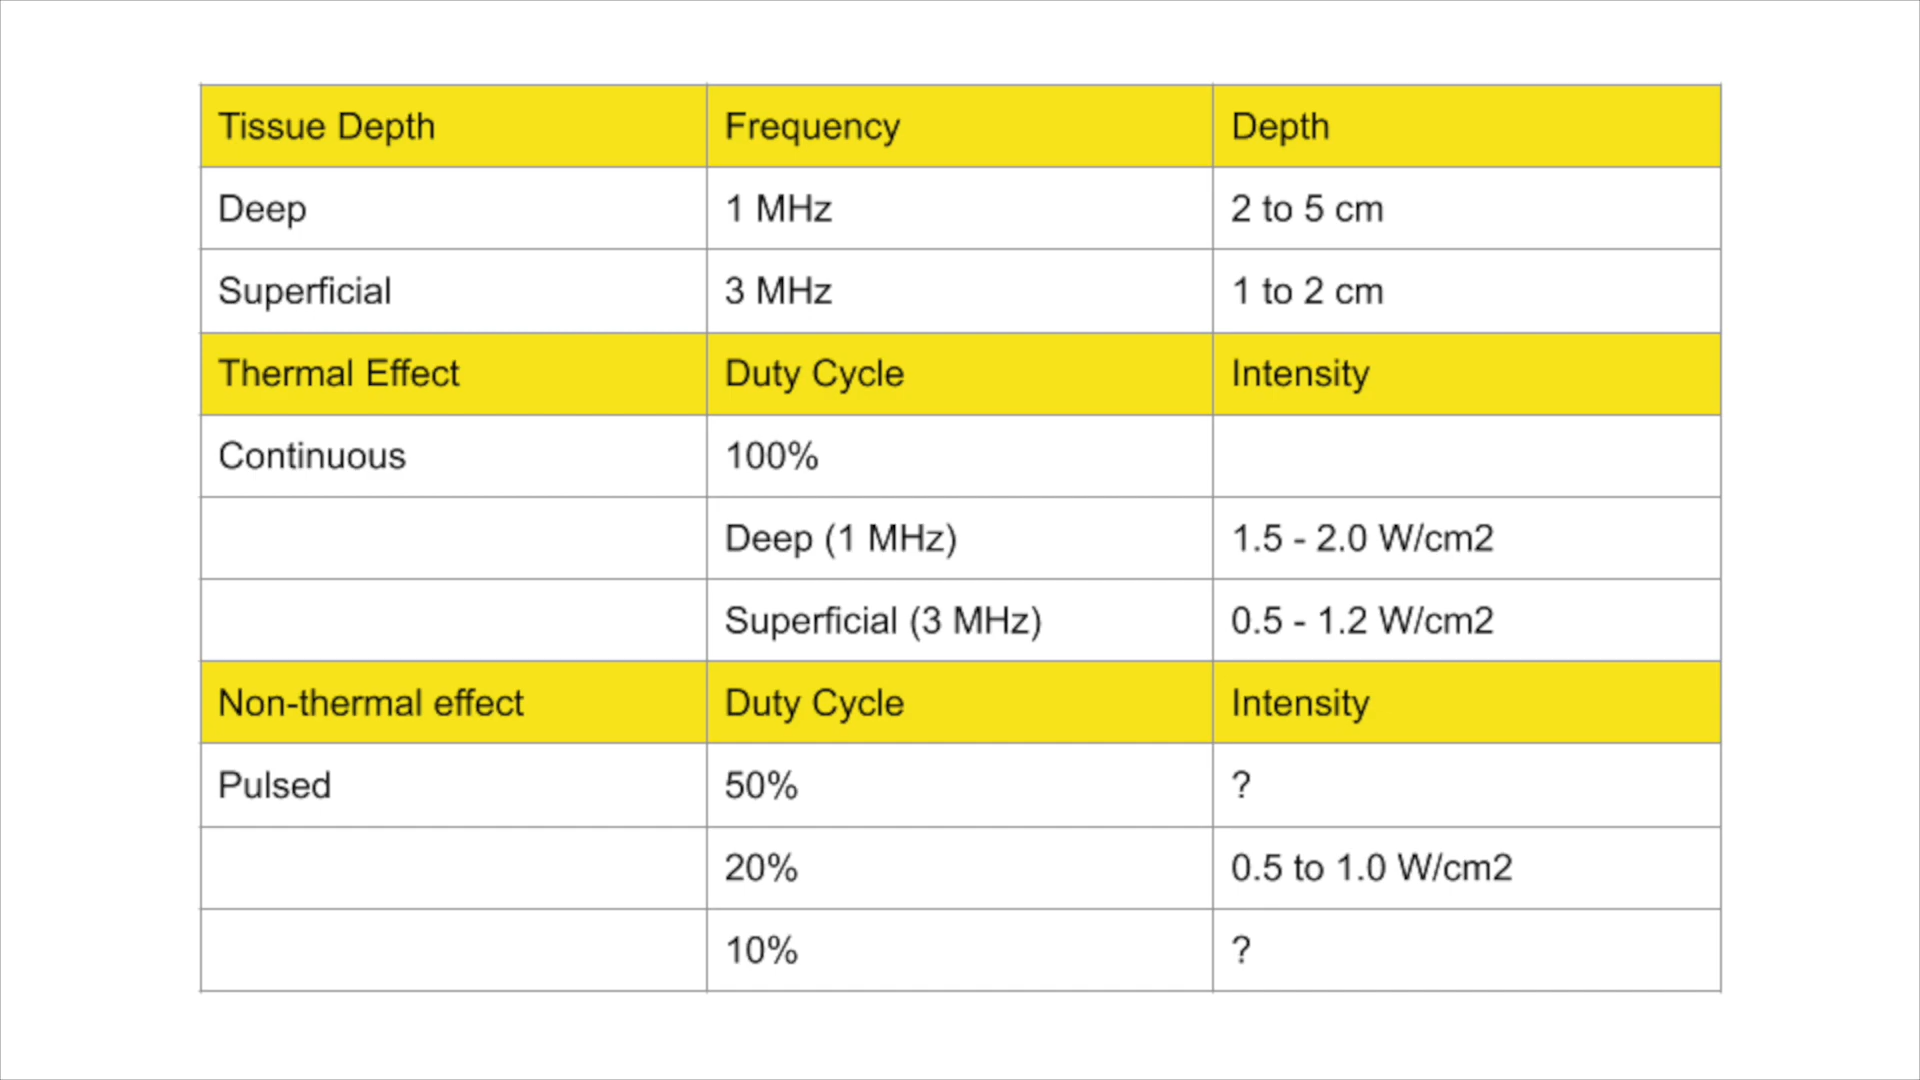 Tissue Depth Frequency Depth
Deep 1 MHz 2 to 5 cm
Superficial 3 MHz 1 to 2 cm
Thermal Effect Duty Cycle Intensity
Continuous 100%
Deep (1 MHz) 1.5 - 2.0 W/cm2
Superficial (3 MHz) 0.5 - 1.2 W/cm2
Non-thermal effect Duty Cycle Intensity
Pulsed 50% ?
20% 0.5 to 1.0 W/cm2
10% ?